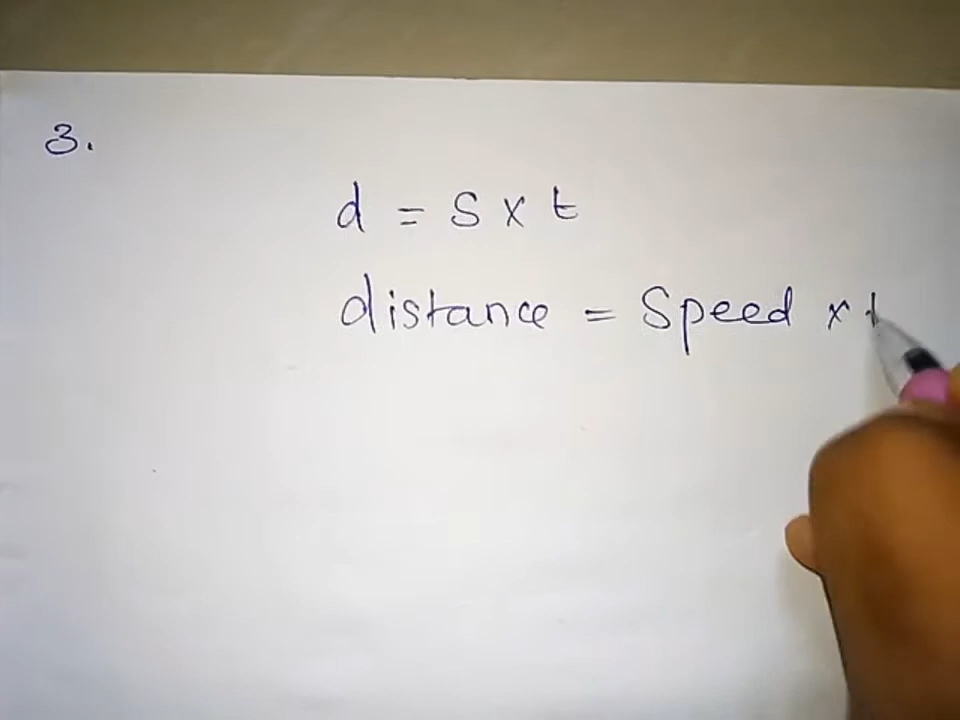 3.
d = S x t
distance = Speed x t